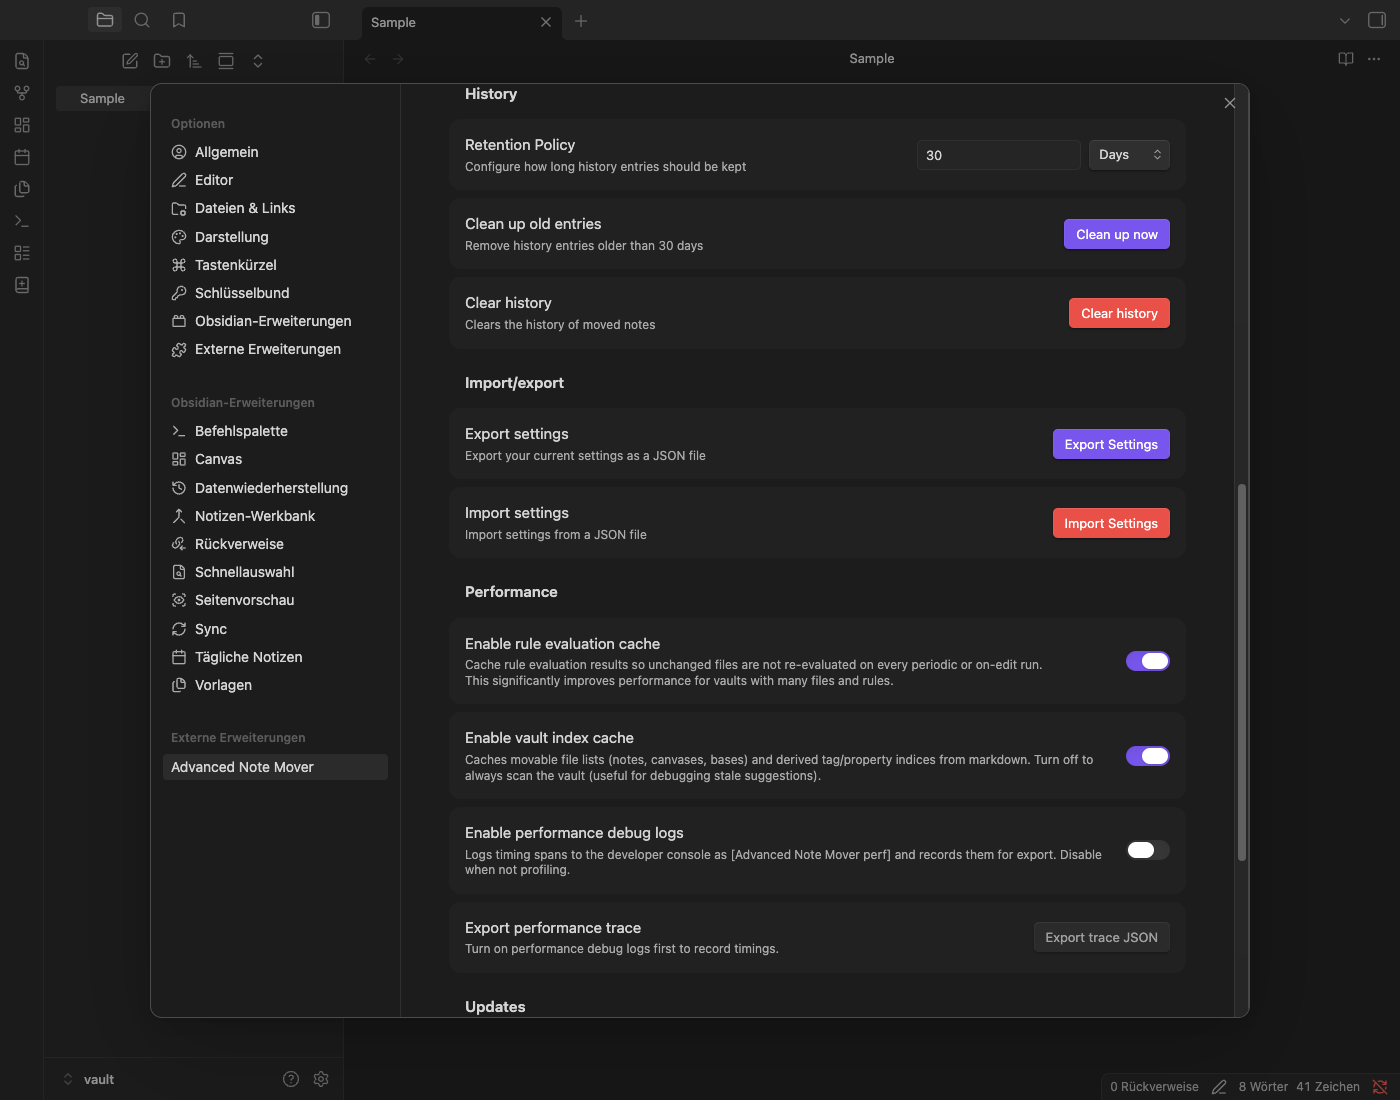 Sample
Sample
Sample
Optionen
Allgemein
Editor
Dateien & Links
Darstellung
Tastenkürzel
Schlüsselbund
Obsidian-Erweiterungen
Externe Erweiterungen
Obsidian-Erweiterungen
Befehlspalette
Canvas
Datenwiederherstellung
Notizen-Werkbank
Rückverweise
Schnellauswahl
Seitenvorschau
Sync
Tägliche Notizen
Vorlagen
Externe Erweiterungen
Advanced Note Mover
History
Retention Policy
Configure how long history entries should be kept
30
Days
Clean up old entries
Remove history entries older than 30 days
Clean up now
Clear history
Clears the history of moved notes
Clear history
Import/export
Export settings
Export your current settings as a JSON file
Export Settings
Import settings
Import settings from a JSON file
Import Settings
Performance
Enable rule evaluation cache
Cache rule evaluation results so unchanged files are not re-evaluated on every periodic or on-edit run.
This significantly improves performance for vaults with many files and rules.
Enable vault index cache
Caches movable file lists (notes, canvases, bases) and derived tag/property indices from markdown. Turn off to
always scan the vault (useful for debugging stale suggestions).
Enable performance debug logs
Logs timing spans to the developer console as [Advanced Note Mover perf] and records them for export. Disable
when not profiling.
Export performance trace
Turn on performance debug logs first to record timings.
Export trace JSON
Updates
vault
0 Rückverweise
8 Wörter
41 Zeichen